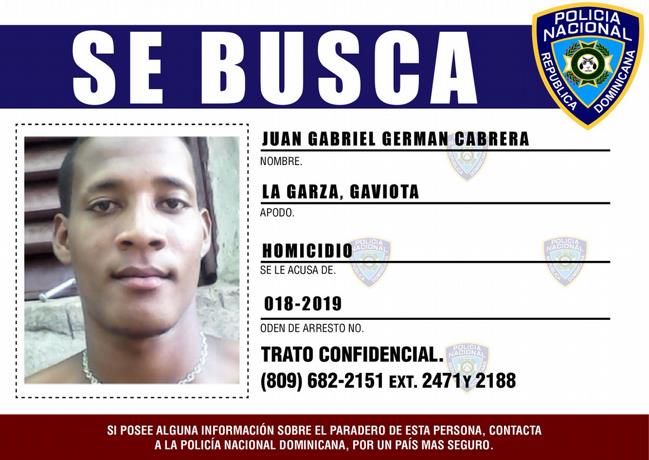 SE BUSCA
POLICIA
NACIONAL
REPUBLICA
DOMINICANA
JUAN GABRIEL GERMAN CABRERA
NOMBRE.
LA GARZA, GAVIOTA
APODO.
HOMICIDIO
SE LE ACUSA DE.
018-2019
ODEN DE ARRESTO NO.
TRATO CONFIDENCIAL.
(809) 682-2151 EXT. 2471Y 2188
SI POSEE ALGUNA INFORMACIÓN SOBRE EL PARADERO DE ESTA PERSONA, CONTACTA
A LA POLICÍA NACIONAL DOMINICANA, POR UN PAÍS MAS SEGURO.